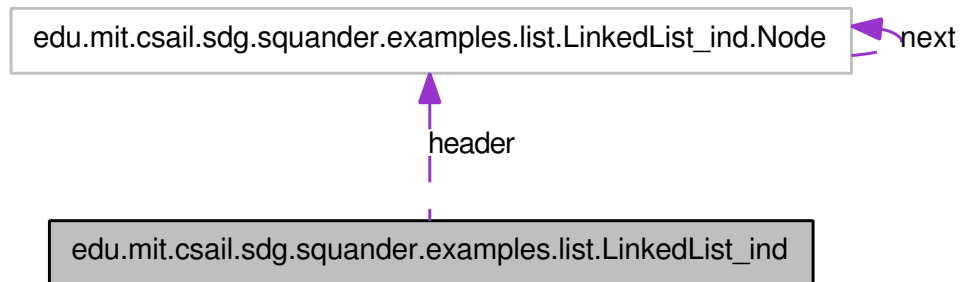 edu.mit.csail.sdg.squander.examples.list.LinkedList_ind.Node
next
header
edu.mit.csail.sdg.squander.examples.list.LinkedList_ind